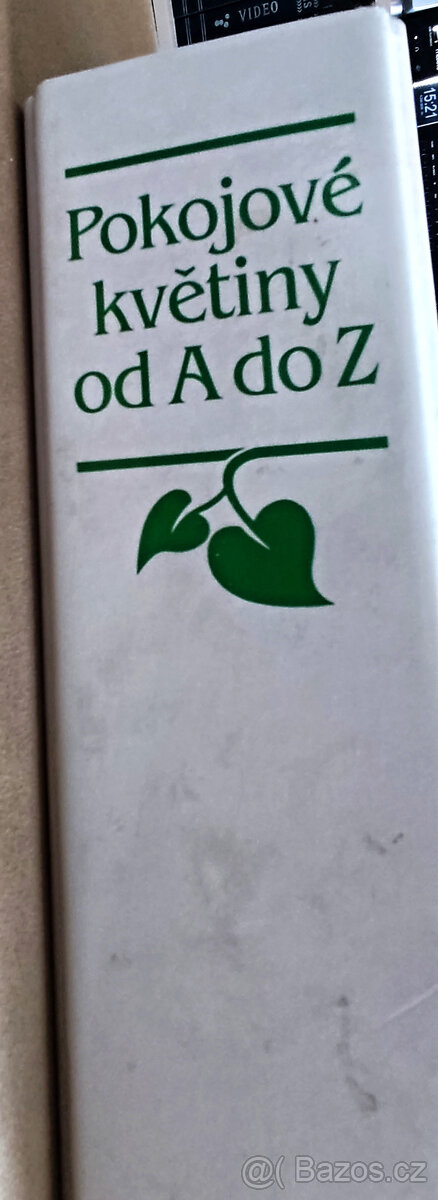 VIDEO
15:21
Pokojové
květiny
od A do Z
@( Bazos.cz